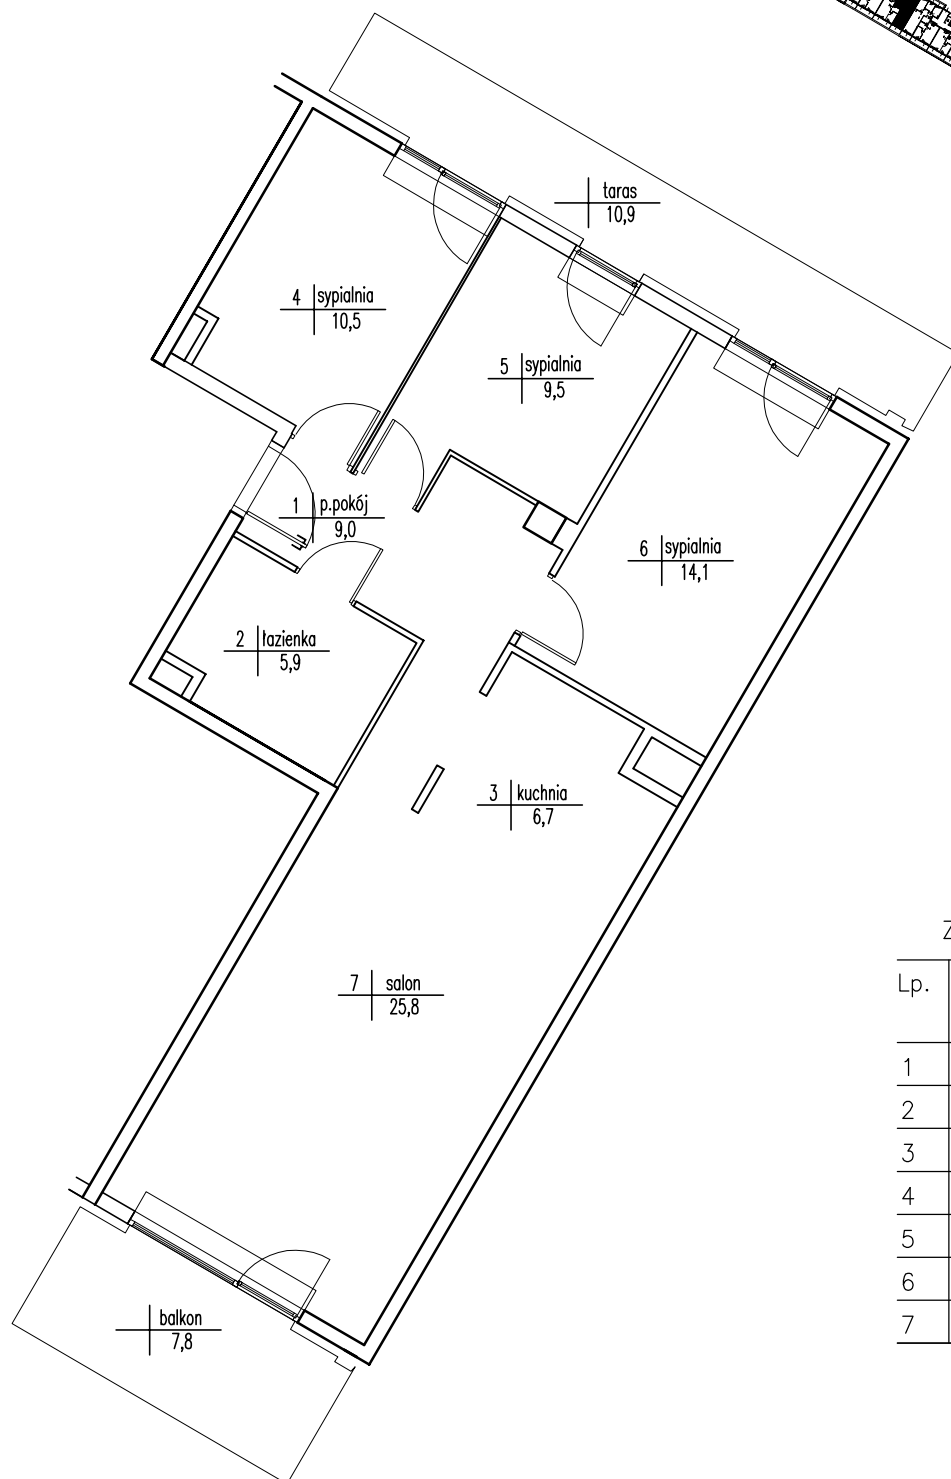 taras
10,9
4 sypialnia
10,5
5 sypialnia
9,5
1 p.pokój
9,0
6 sypialnia
14,1
2 łazienka
5,9
3 kuchnia
6,7
7 salon
25,8
balkon
7,8
Lp.
1
2
3
4
5
6
7